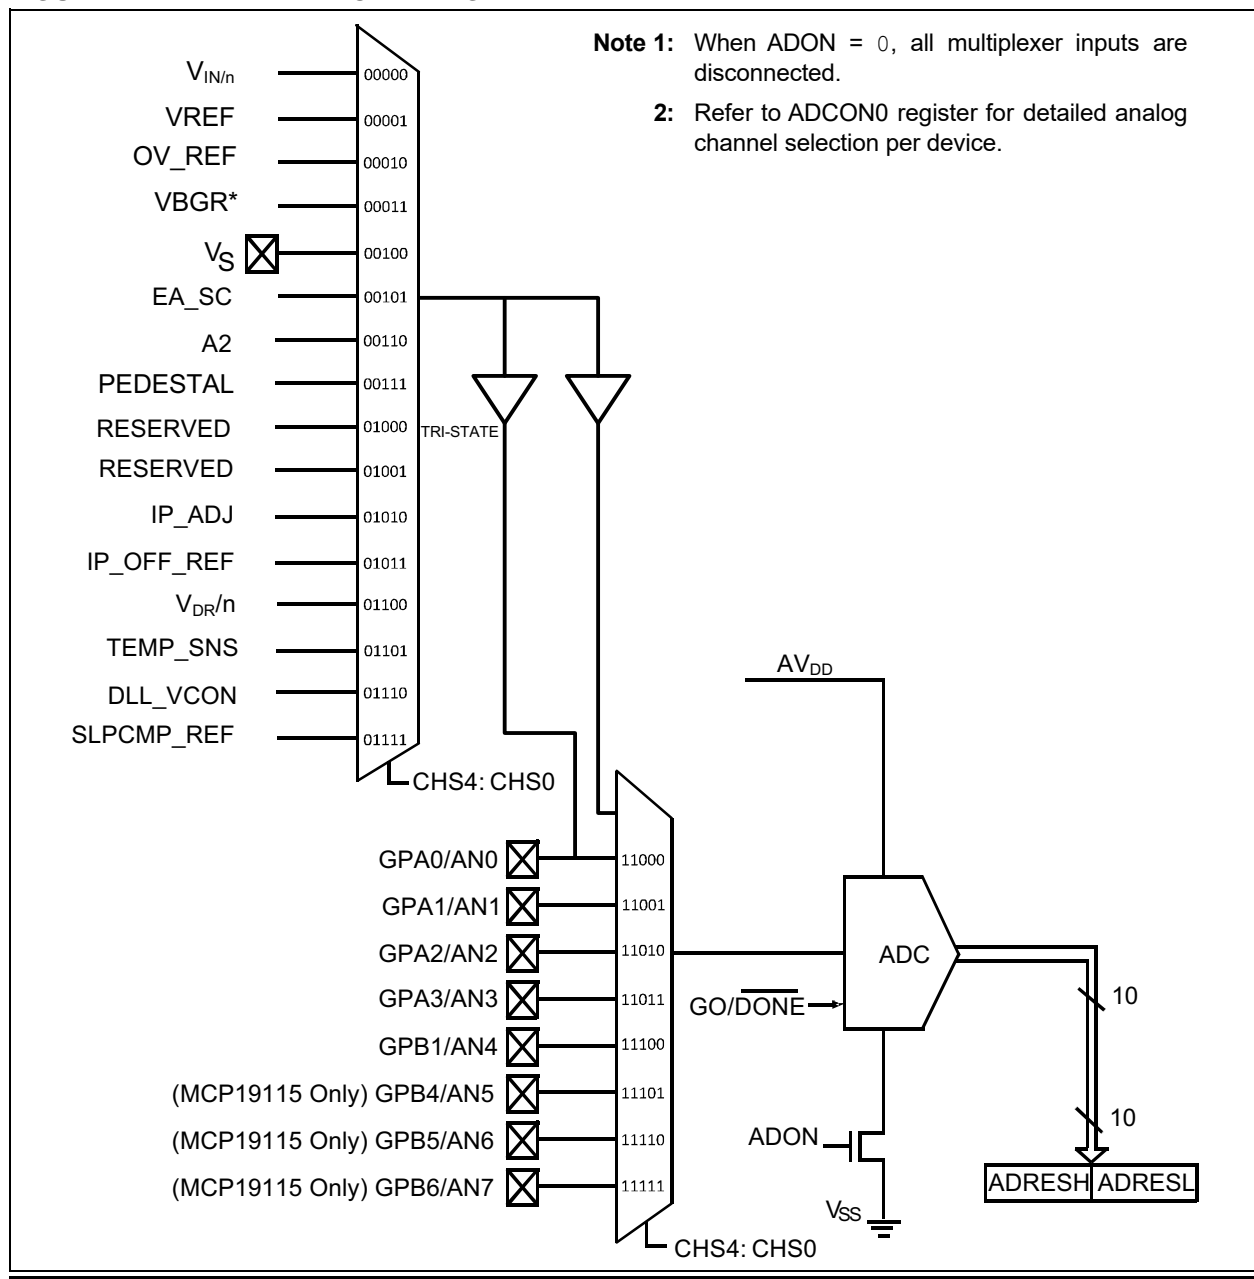 Note 1: When ADON = 0, all multiplexer inputs are
disconnected.
2: Refer to ADCON0 register for detailed analog
channel selection per device.
VIN/n 00000
VREF 00001
OV_REF 00010
VBGR* 00011
VS 00100
EA_SC 00101
A2 00110
PEDESTAL 00111
RESERVED 01000
TRI-STATE
RESERVED 01001
IP_ADJ 01010
IP_OFF_REF 01011
VDR/n 01100
TEMP_SNS 01101
DLL_VCON 01110
SLPCMP_REF 01111
CHS4: CHS0
AVDD
GPA0/AN0 11000
GPA1/AN1 11001
GPA2/AN2 11010
GPA3/AN3 11011
GPB1/AN4 11100
(MCP19115 Only) GPB4/AN5 11101
(MCP19115 Only) GPB5/AN6 11110
(MCP19115 Only) GPB6/AN7 11111
CHS4: CHS0
ADC
GO/DONE
10
10
ADON
VSS
ADRESH ADRESL